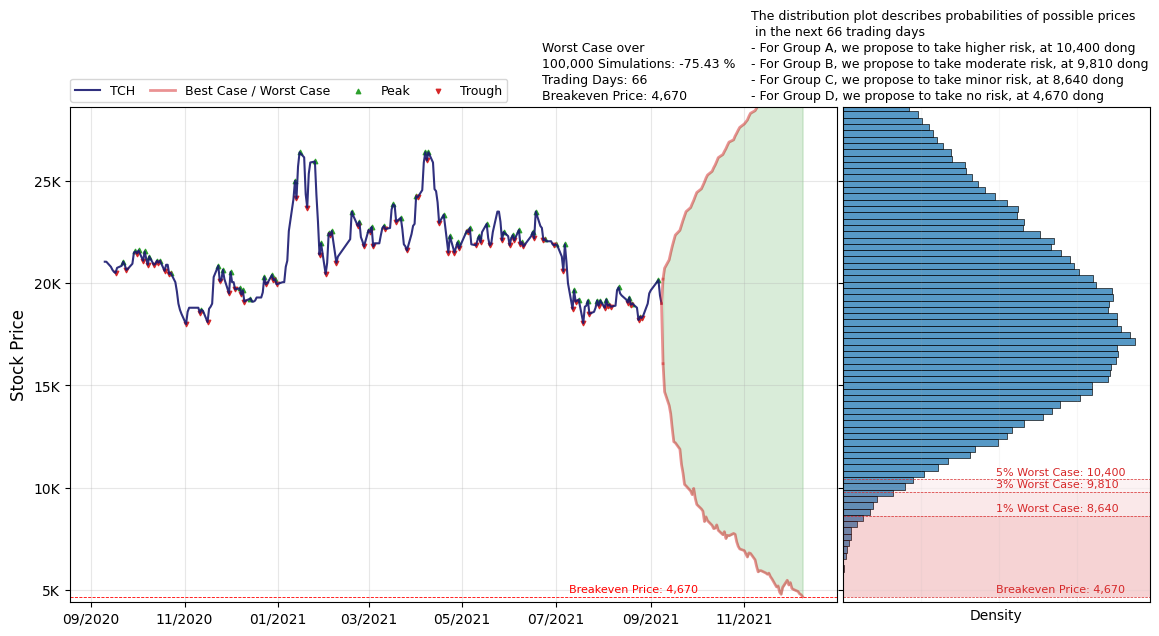 The distribution plot describes probabilities of possible prices
in the next 66 trading days
- For Group A, we propose to take higher risk, at 10,400 dong
- For Group B, we propose to take moderate risk, at 9,810 dong
- For Group C, we propose to take minor risk, at 8,640 dong
- For Group D, we propose to take no risk, at 4,670 dong
Worst Case over
100,000 Simulations: -75.43 %
Trading Days: 66
Breakeven Price: 4,670
TCH
Best Case / Worst Case
Peak
Trough
Stock Price
25K
20K
15K
10K
5K
Breakeven Price: 4,670
09/2020
11/2020
01/2021
03/2021
05/2021
07/2021
09/2021
11/2021
5% Worst Case: 10,400
3% Worst Case: 9,810
1% Worst Case: 8,640
Breakeven Price: 4,670
Density